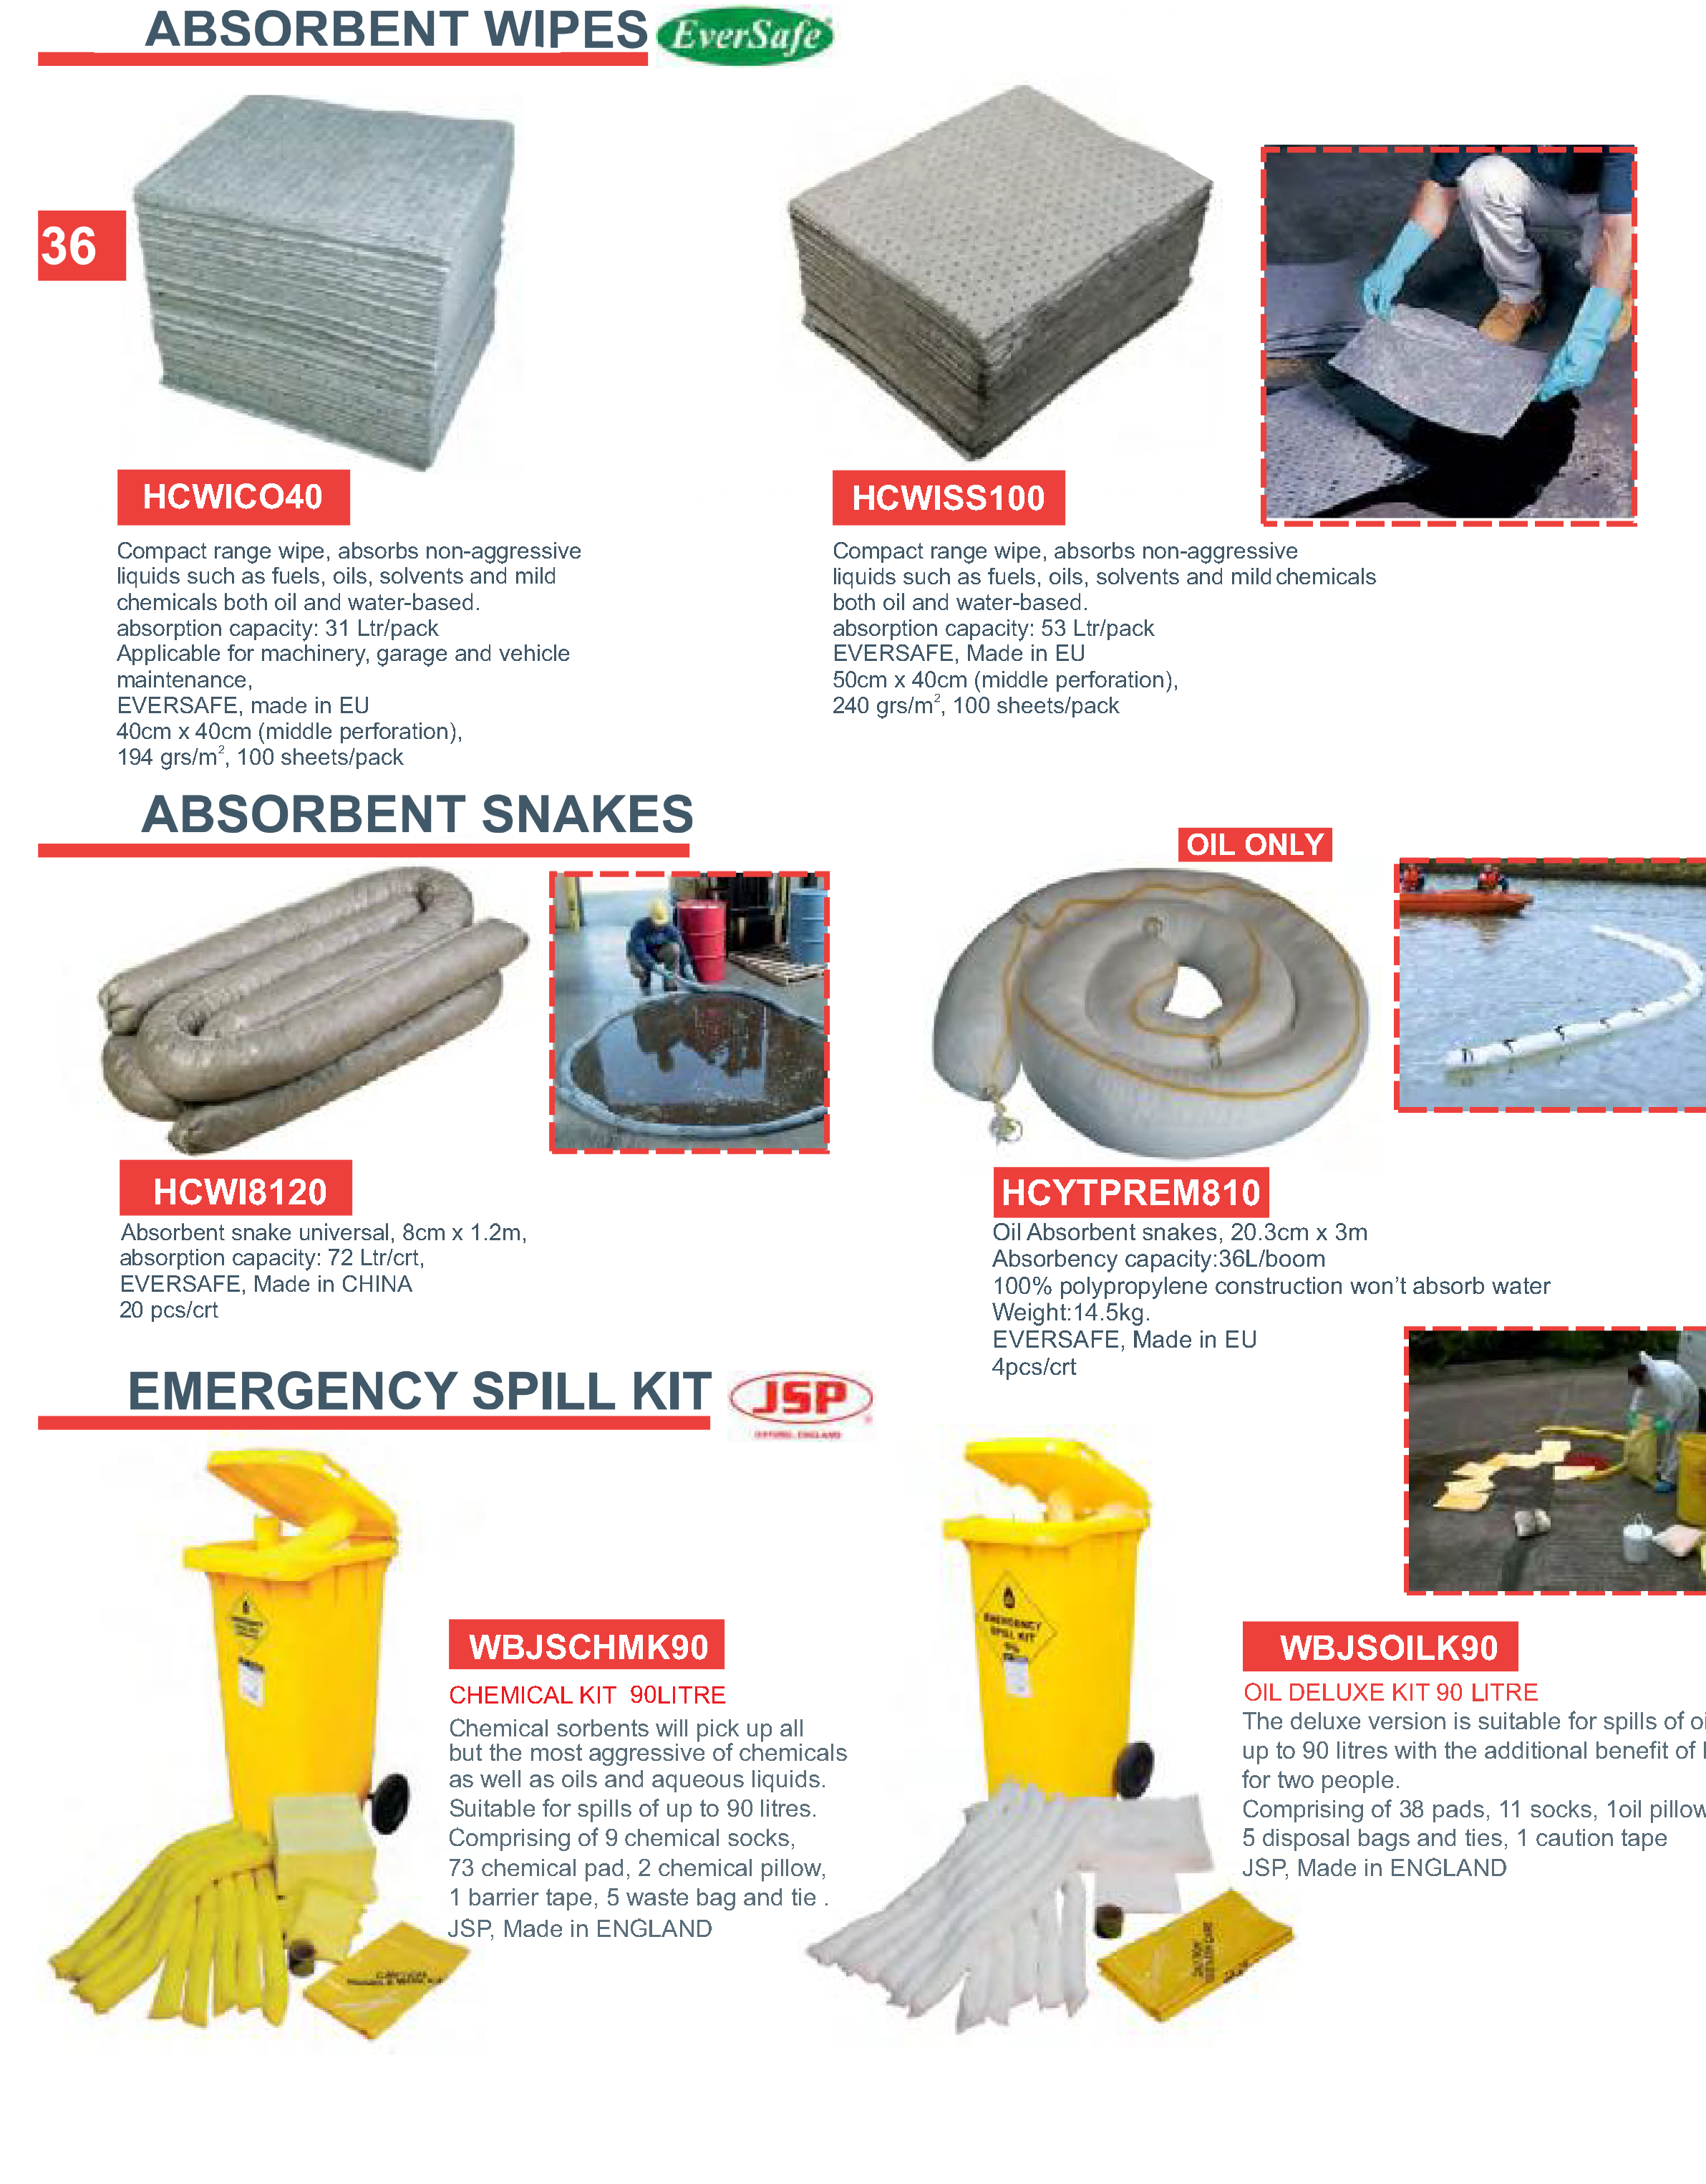 ABSORBENT WIPES
EverSafe
36
HCWICO40
Compact range wipe, absorbs non-aggressive
liquids such as fuels, oils, solvents and mild
chemicals both oil and water-based.
absorption capacity: 31 Ltr/pack
Applicable for machinery, garage and vehicle
maintenance,
EVERSAFE, made in EU
40cm x 40cm (middle perforation),
194 grs/m², 100 sheets/pack
HCWISS100
Compact range wipe, absorbs non-aggressive
liquids such as fuels, oils, solvents and mild chemicals
both oil and water-based.
absorption capacity: 53 Ltr/pack
EVERSAFE, Made in EU
50cm x 40cm (middle perforation),
240 grs/m², 100 sheets/pack
ABSORBENT SNAKES
OIL ONLY
HCWI8120
Absorbent snake universal, 8cm x 1.2m,
absorption capacity: 72 Ltr/crt,
EVERSAFE, Made in CHINA
20 pcs/crt
HCYTPREM810
Oil Absorbent snakes, 20.3cm x 3m
Absorbency capacity:36L/boom
100% polypropylene construction won’t absorb water
Weight:14.5kg.
EVERSAFE, Made in EU
4pcs/crt
EMERGENCY SPILL KIT
JSP
OXFORD, ENGLAND
EMERGENCY
SPILL KIT
WBJSCHMK90
CHEMICAL KIT 90LITRE
Chemical sorbents will pick up all
but the most aggressive of chemicals
as well as oils and aqueous liquids.
Suitable for spills of up to 90 litres.
Comprising of 9 chemical socks,
73 chemical pad, 2 chemical pillow,
1 barrier tape, 5 waste bag and tie .
JSP, Made in ENGLAND
CAUTION
WBJSOILK90
OIL DELUXE KIT 90 LITRE
The deluxe version is suitable for spills of
up to 90 litres with the additional benefit of
for two people.
Comprising of 38 pads, 11 socks, 1oil pillow
5 disposal bags and ties, 1 caution tape
JSP, Made in ENGLAND
CAUTION